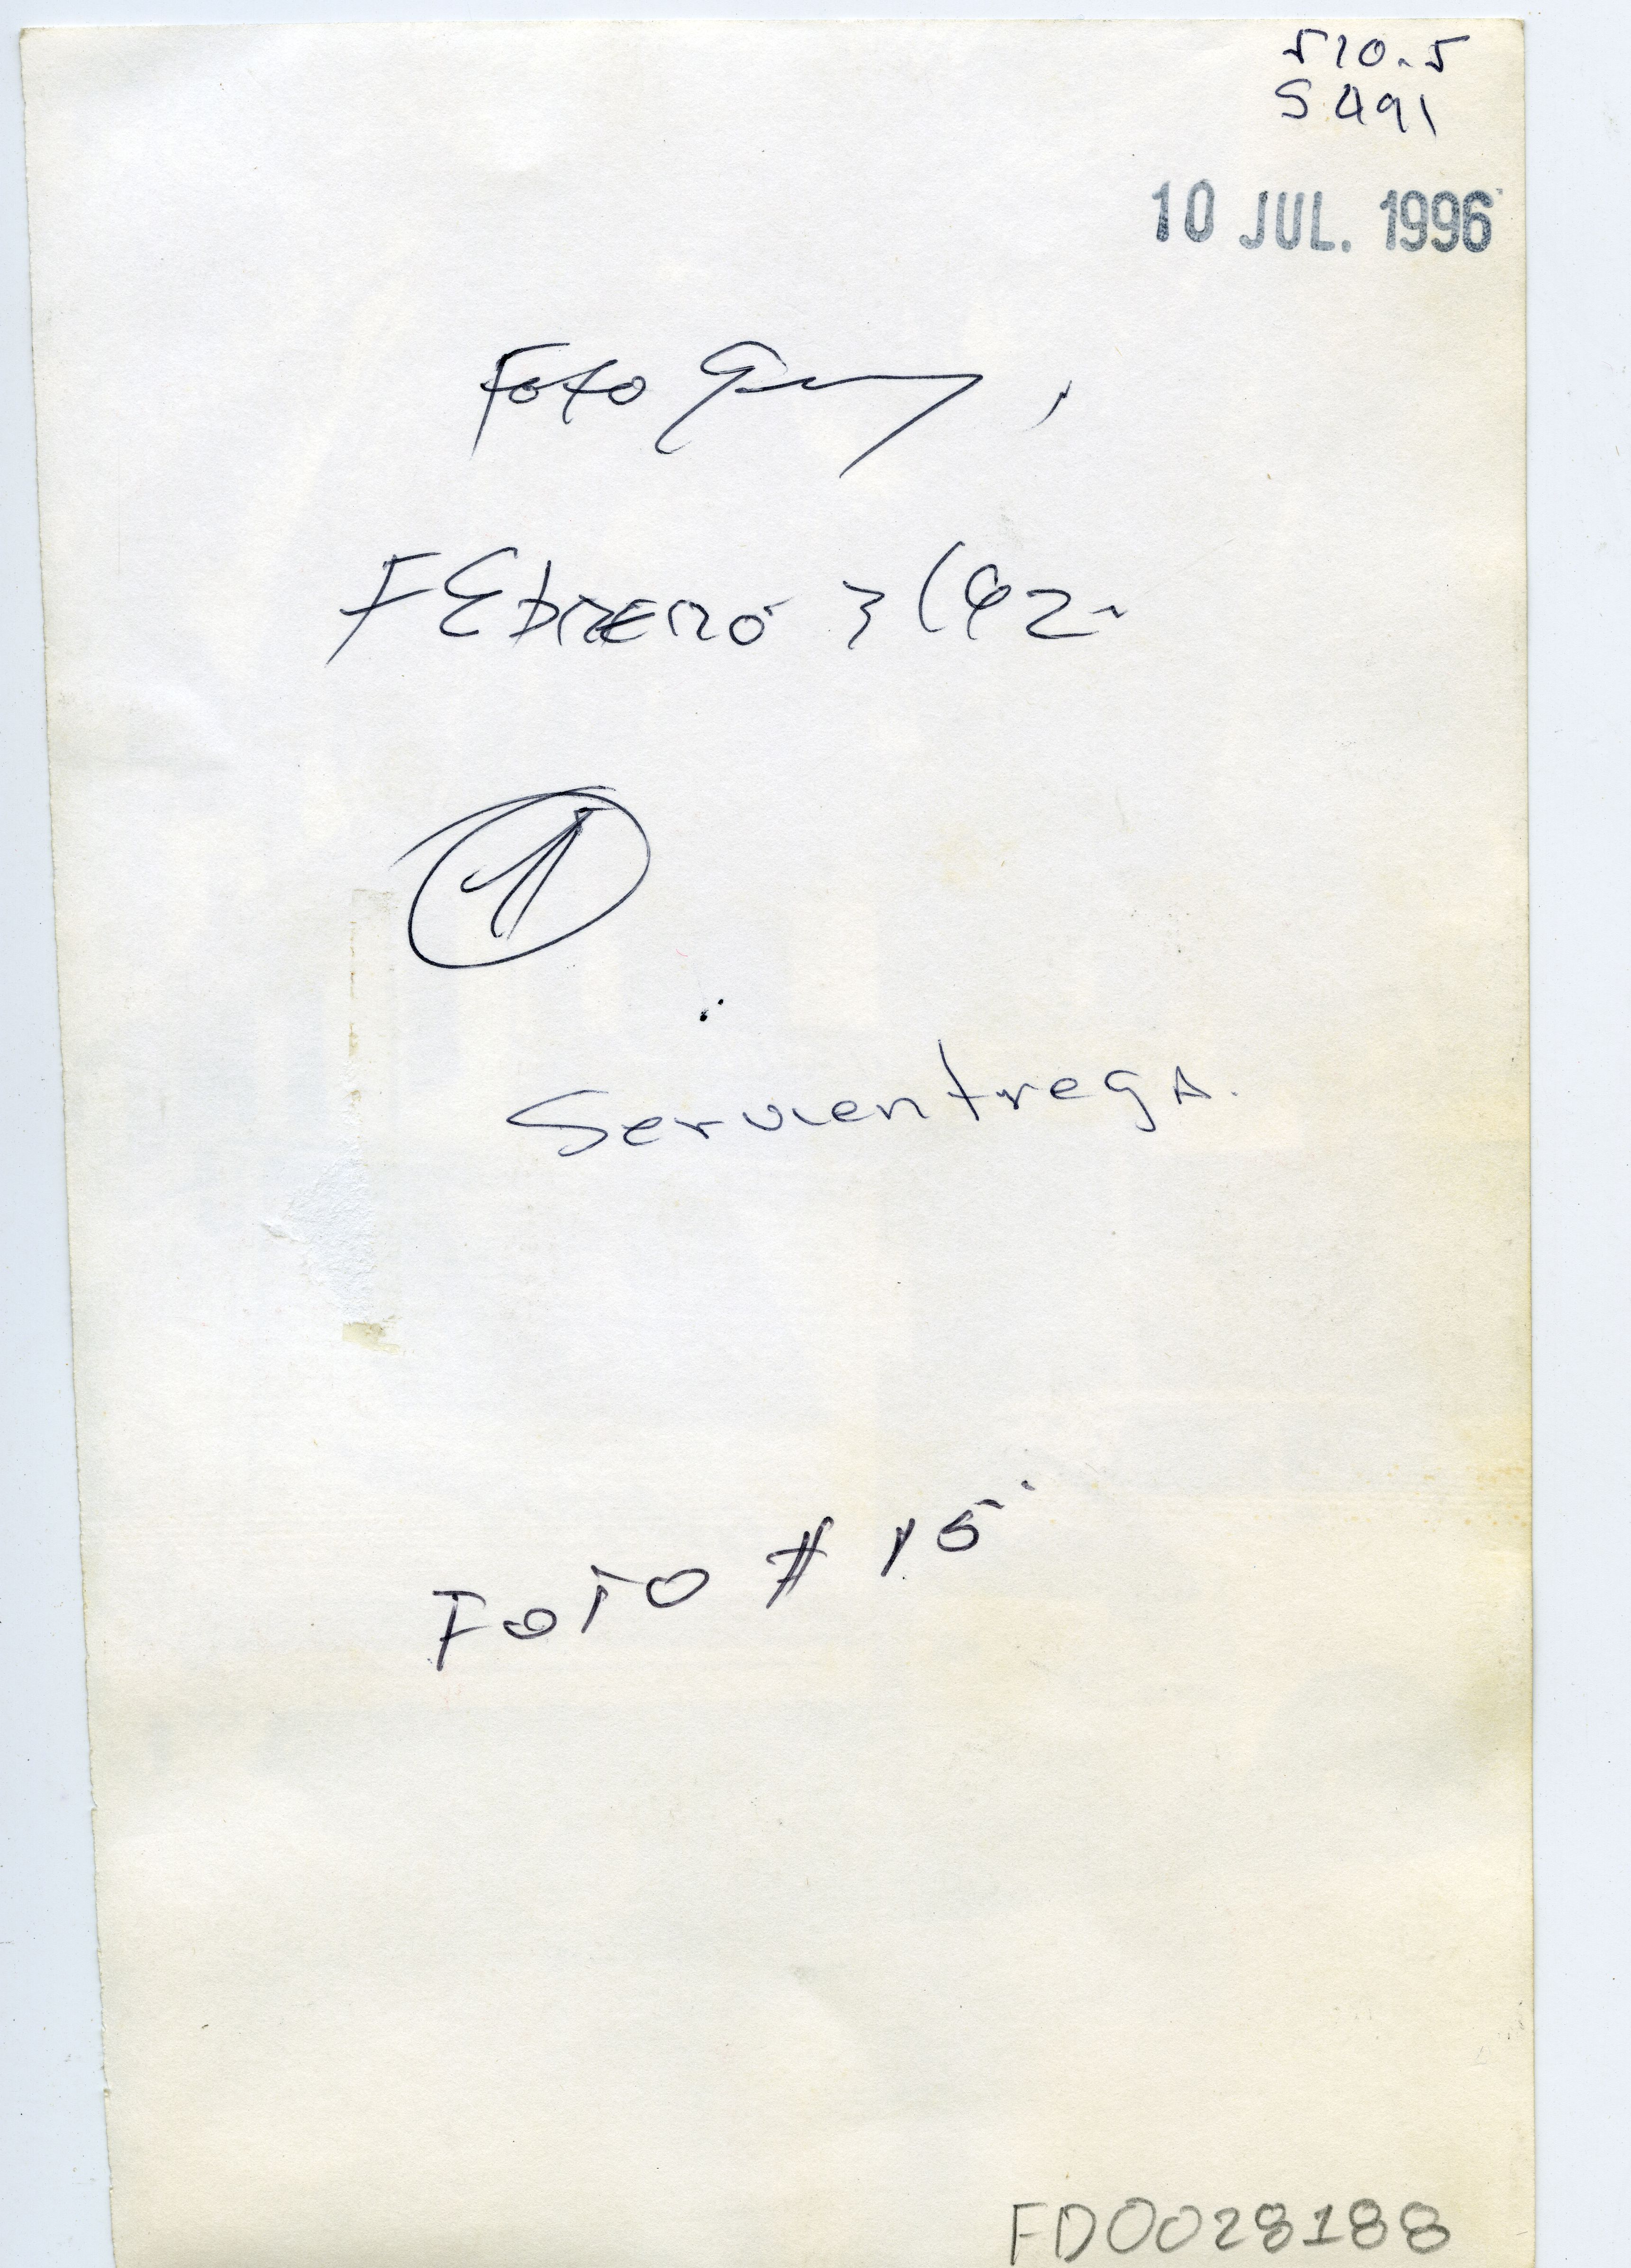 510.5
S491
10 JUL. 1996
Foto
FEbrero 3/92
1
Servientrega.
FOTO # 15
FD0028188